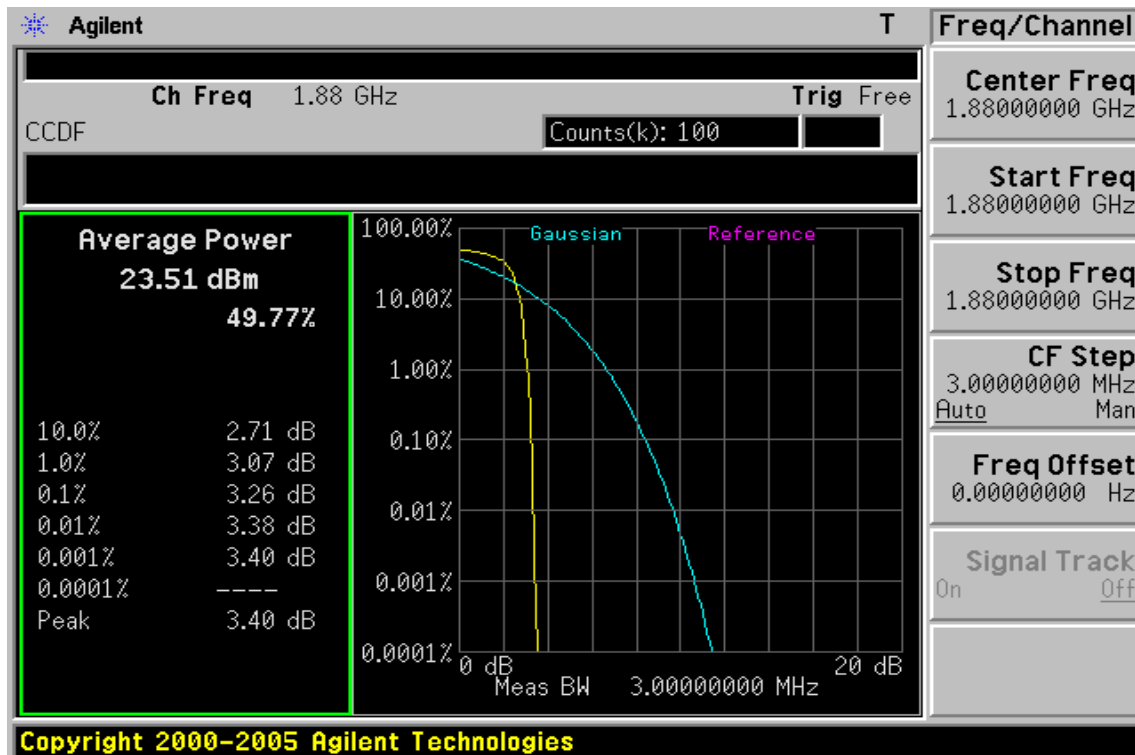 Agilent T
Ch Freq 1.88 GHz Trig Free
CCDF
Counts(k): 100
Average Power
23.51 dBm
49.77%
10.0% 2.71 dB
1.0% 3.07 dB
0.1% 3.26 dB
0.01% 3.38 dB
0.001% 3.40 dB
0.0001% ----
Peak 3.40 dB
Gaussian Reference
100.00%
10.00%
1.00%
0.10%
0.01%
0.001%
0.0001%
0 dB 20 dB
Meas BW 3.00000000 MHz
Freq/Channel
Center Freq
1.88000000 GHz
Start Freq
1.88000000 GHz
Stop Freq
1.88000000 GHz
CF Step
3.00000000 MHz
Auto Man
Freq Offset
0.00000000 Hz
Signal Track
On Off
Copyright 2000-2005 Agilent Technologies